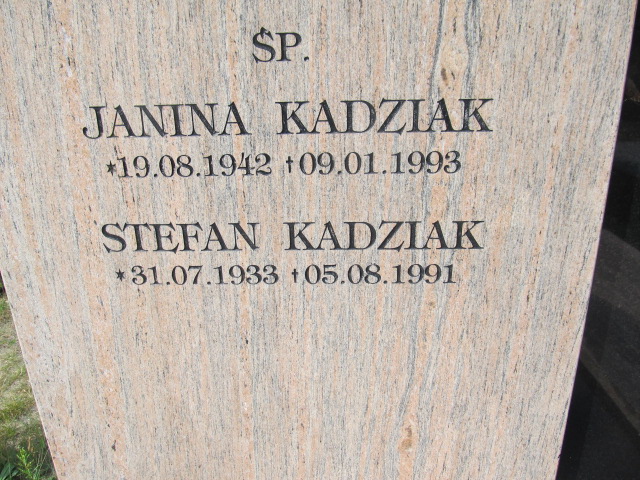 ŚP.
JANINA KADZIAK
*19.08.1942 †09.01.1993
STEFAN KADZIAK
*31.07.1933 †05.08.1991